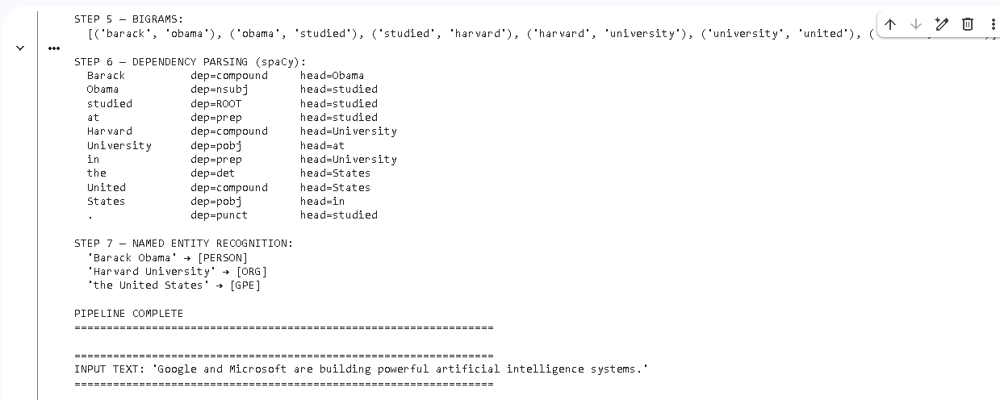 STEP 5 — BIGRAMS:
[('barack', 'obama'), ('obama', 'studied'), ('studied', 'harvard'), ('harvard', 'university'), ('university', 'united'), (
STEP 6 — DEPENDENCY PARSING (spaCy):
Barack dep=compound head=Obama
Obama dep=nsubj head=studied
studied dep=ROOT head=studied
at dep=prep head=studied
Harvard dep=compound head=University
University dep=pobj head=at
in dep=prep head=University
the dep=det head=States
United dep=compound head=States
States dep=pobj head=in
. dep=punct head=studied
STEP 7 — NAMED ENTITY RECOGNITION:
'Barack Obama' → [PERSON]
'Harvard University' → [ORG]
'the United States' → [GPE]
PIPELINE COMPLETE
=================================================================
=================================================================
INPUT TEXT: 'Google and Microsoft are building powerful artificial intelligence systems.'
=================================================================